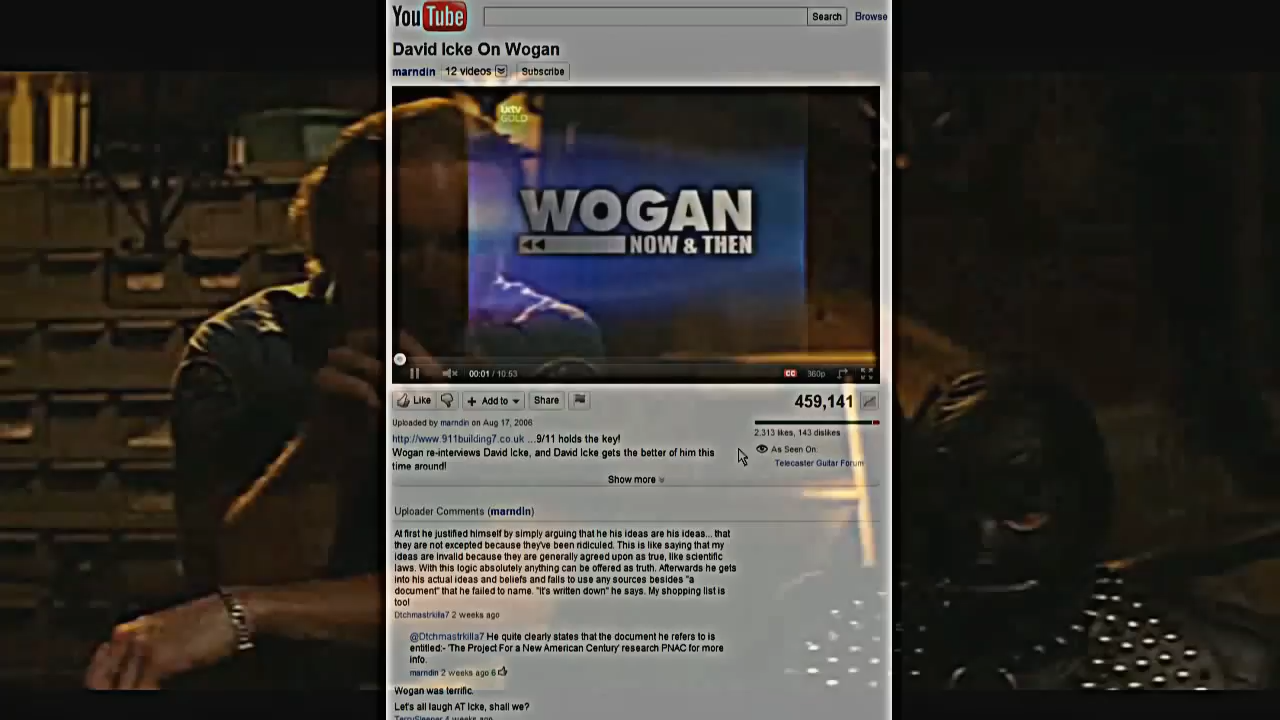 YouTube
Search
Browse
David Icke On Wogan
marndin 12 videos Subscribe
GOLD
WOGAN
NOW & THEN
00:01 / 10:53
CC
360p
Like
+ Add to
Share
459,141
Uploaded by marndin on Aug 17, 2006
2,313 likes, 143 dislikes
http://www.911building7.co.uk ...9/11 holds the key!
Wogan re-interviews David Icke, and David Icke gets the better of him this
time around!
As Seen On:
Telecaster Guitar Forum
Show more
Uploader Comments (marndin)
At first he justified himself by simply arguing that he his ideas are his ideas... that
they are not excepted because they've been ridiculed. This is like saying that my
ideas are invalid because they are generally agreed upon as true, like scientific
laws. With this logic absolutely anything can be offered as truth. Afterwards he gets
into his actual ideas and beliefs and fails to use any sources besides "a
document" that he failed to name. "It's written down" he says. My shopping list is
too!
Dtchmastrkilla7 2 weeks ago
@Dtchmastrkilla7 He quite clearly states that the document he refers to is
entitled:- 'The Project For a New American Century' research PNAC for more
info.
marndin 2 weeks ago 6
Wogan was terrific.
Let's all laugh AT Icke, shall we?